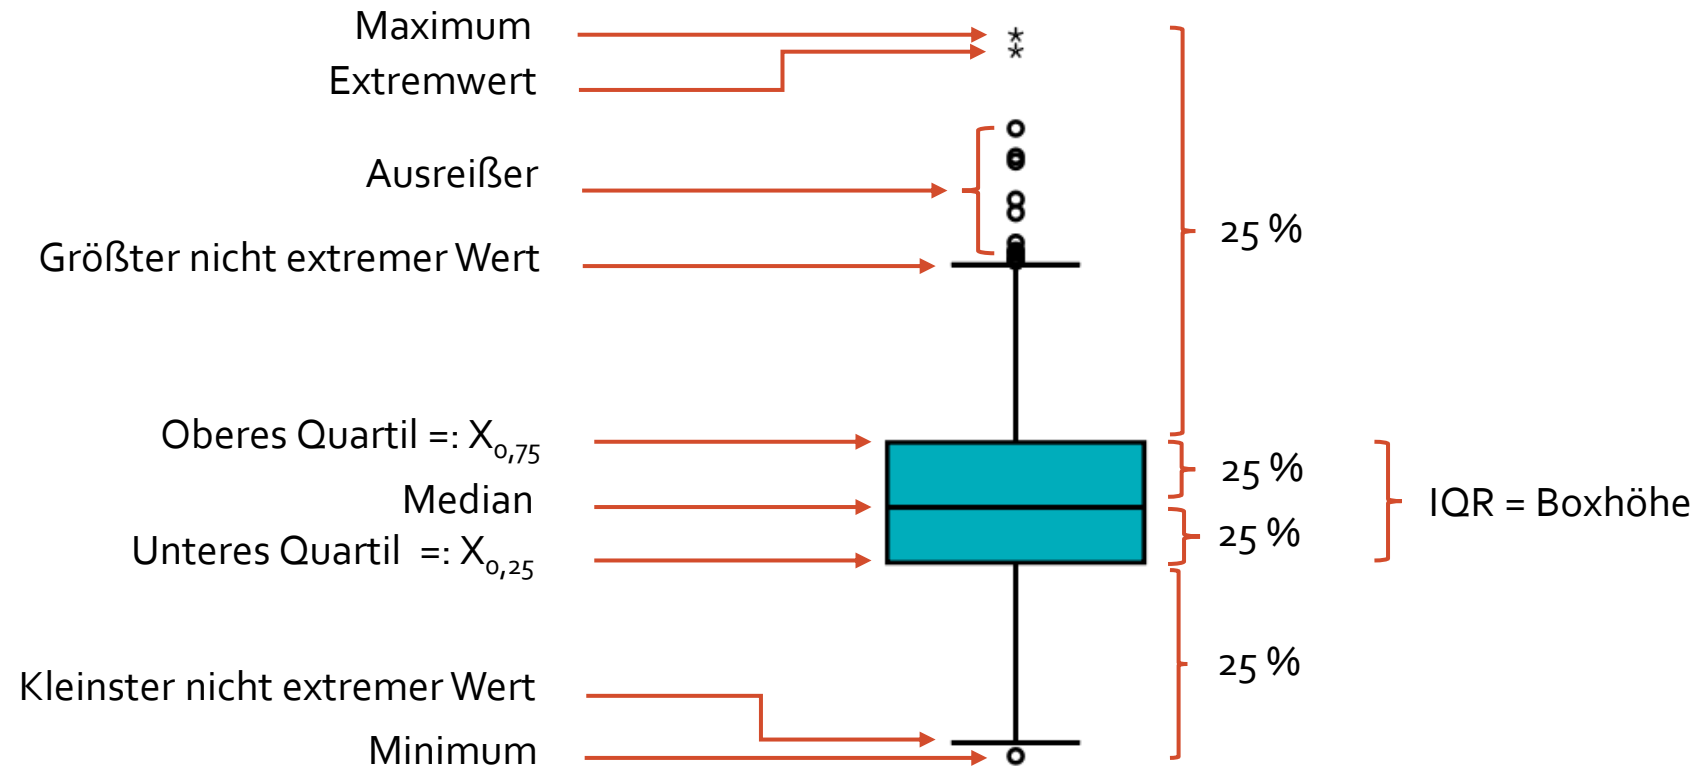 Maximum
Extremwert
Ausreißer
25 %
Größter nicht extremer Wert
Oberes Quartil =: X0,75
25 %
Median
IQR = Boxhöhe
25 %
Unteres Quartil =: X0,25
25 %
Kleinster nicht extremer Wert
Minimum